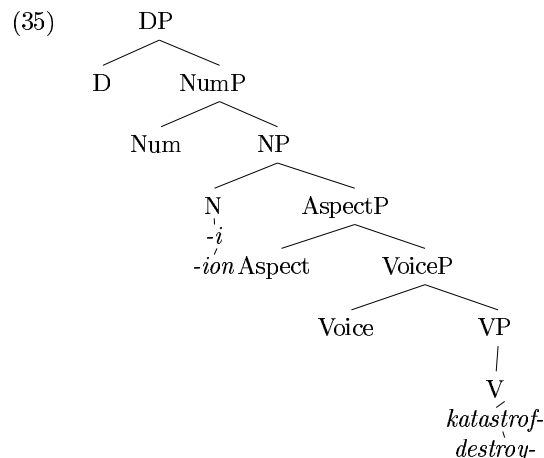 (35) DP
D NumP
Num NP
N AspectP
-i
-ion Aspect VoiceP
Voice VP
V
katastrof-
destroy-